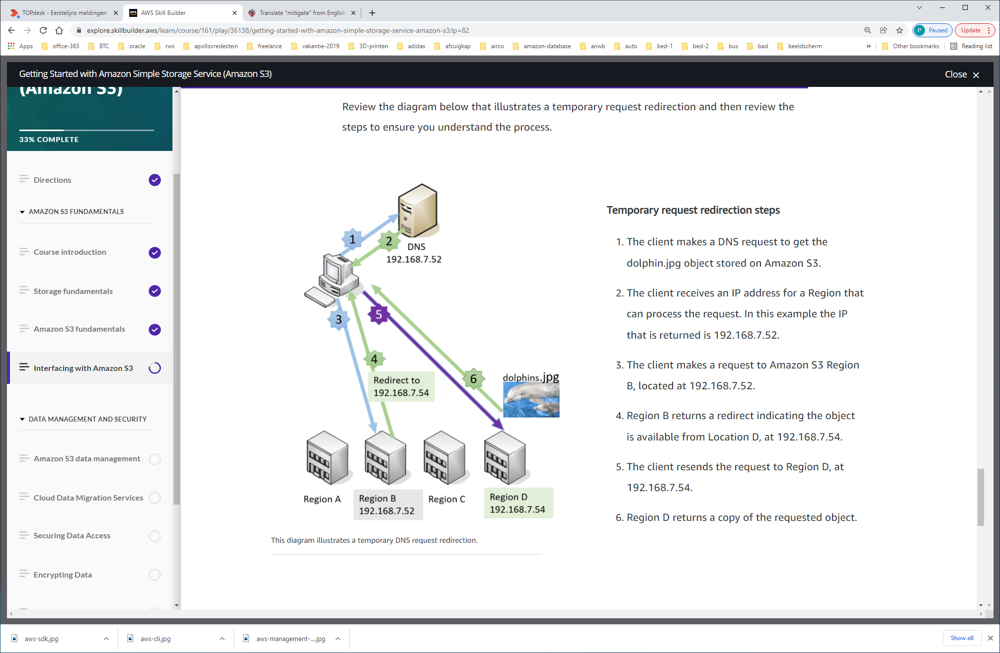 TOPdesk - Eerstelijns meldingen
AWS Skill Builder
Translate "mitigate" from English
explore.skillbuilder.aws/learn/course/161/play/36138/getting-started-with-amazon-simple-storage-service-amazon-s3;lp=82
P Paused
Update
Apps
office-365
BTC
oracle
rws
apollovredestein
freelance
vakantie-2019
3D-printen
adidas
afzuigkap
airco
amazon-database
anwb
auto
bed-1
bed-2
bus
bad
beeldscherm
»
Other bookmarks
Reading list
Getting Started with Amazon Simple Storage Service (Amazon S3)
Close
(Amazon S3)
33% COMPLETE
Directions
AMAZON S3 FUNDAMENTALS
Course introduction
Storage fundamentals
Amazon S3 fundamentals
Interfacing with Amazon S3
DATA MANAGEMENT AND SECURITY
Amazon S3 data management
Cloud Data Migration Services
Securing Data Access
Encrypting Data
Review the diagram below that illustrates a temporary request redirection and then review the
steps to ensure you understand the process.
1
2
DNS
192.168.7.52
3
5
4
Redirect to
192.168.7.54
6
dolphins.jpg
Region A
Region B
192.168.7.52
Region C
Region D
192.168.7.54
This diagram illustrates a temporary DNS request redirection.
Temporary request redirection steps
1. The client makes a DNS request to get the
dolphin.jpg object stored on Amazon S3.
2. The client receives an IP address for a Region that
can process the request. In this example the IP
that is returned is 192.168.7.52.
3. The client makes a request to Amazon S3 Region
B, located at 192.168.7.52.
4. Region B returns a redirect indicating the object
is available from Location D, at 192.168.7.54.
5. The client resends the request to Region D, at
192.168.7.54.
6. Region D returns a copy of the requested object.
aws-sdk.jpg
aws-cli.jpg
aws-management-....jpg
Show all